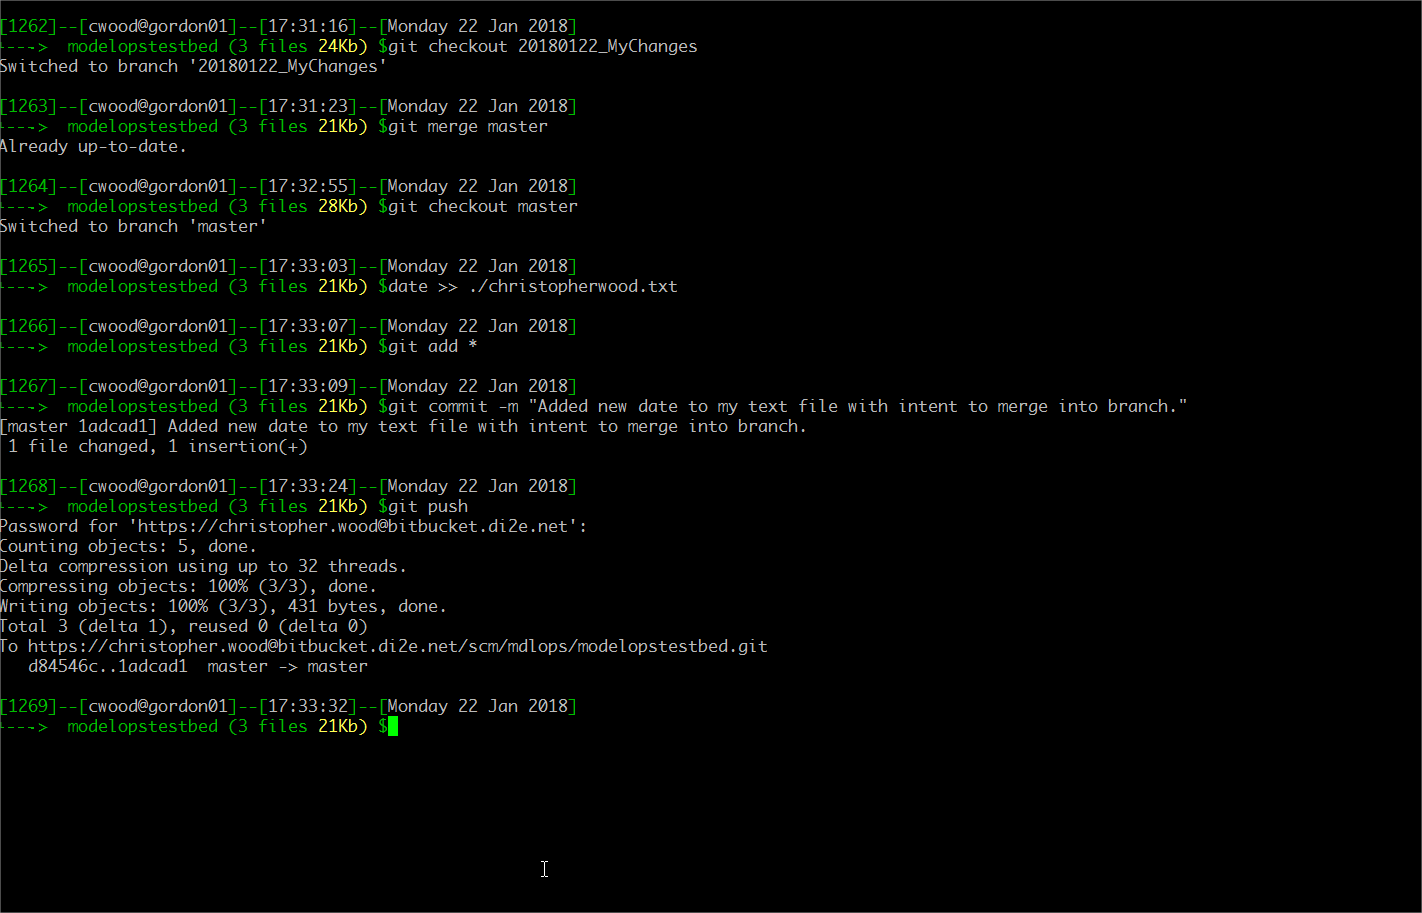 [1262]--[cwood@gordon01]--[17:31:16]--[Monday 22 Jan 2018]
----> modelopstestbed (3 files 24Kb) $git checkout 20180122_MyChanges
Switched to branch '20180122_MyChanges'
[1263]--[cwood@gordon01]--[17:31:23]--[Monday 22 Jan 2018]
----> modelopstestbed (3 files 21Kb) $git merge master
Already up-to-date.
[1264]--[cwood@gordon01]--[17:32:55]--[Monday 22 Jan 2018]
----> modelopstestbed (3 files 28Kb) $git checkout master
Switched to branch 'master'
[1265]--[cwood@gordon01]--[17:33:03]--[Monday 22 Jan 2018]
----> modelopstestbed (3 files 21Kb) $date >> ./christopherwood.txt
[1266]--[cwood@gordon01]--[17:33:07]--[Monday 22 Jan 2018]
----> modelopstestbed (3 files 21Kb) $git add *
[1267]--[cwood@gordon01]--[17:33:09]--[Monday 22 Jan 2018]
----> modelopstestbed (3 files 21Kb) $git commit -m "Added new date to my text file with intent to merge into branch."
[master 1adcad1] Added new date to my text file with intent to merge into branch.
1 file changed, 1 insertion(+)
[1268]--[cwood@gordon01]--[17:33:24]--[Monday 22 Jan 2018]
----> modelopstestbed (3 files 21Kb) $git push
Password for 'https://christopher.wood@bitbucket.di2e.net':
Counting objects: 5, done.
Delta compression using up to 32 threads.
Compressing objects: 100% (3/3), done.
Writing objects: 100% (3/3), 431 bytes, done.
Total 3 (delta 1), reused 0 (delta 0)
To https://christopher.wood@bitbucket.di2e.net/scm/mdlops/modelopstestbed.git
d84546c..1adcad1 master -> master
[1269]--[cwood@gordon01]--[17:33:32]--[Monday 22 Jan 2018]
----> modelopstestbed (3 files 21Kb) $